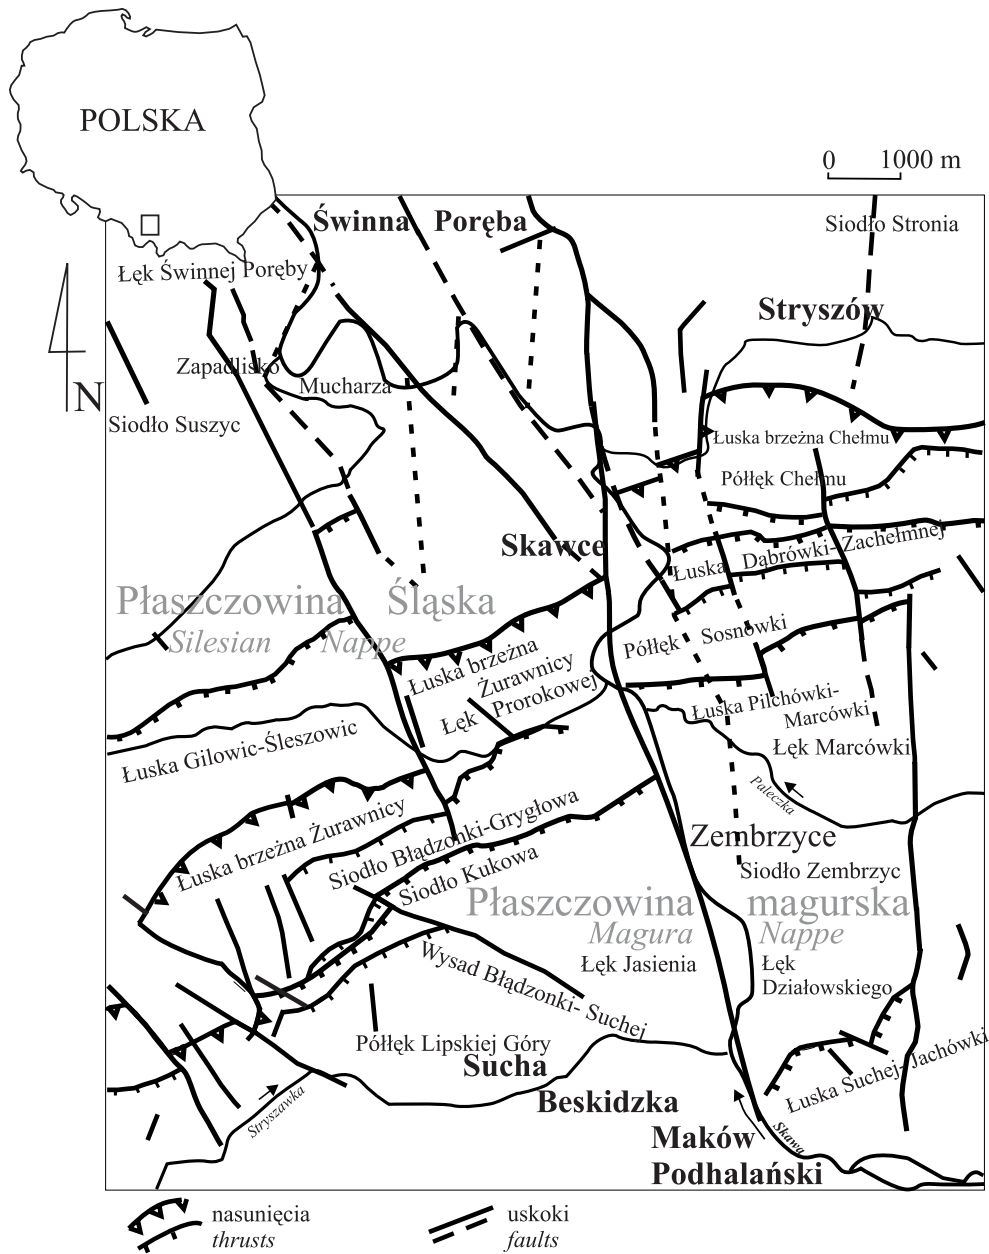 POLSKA
0 1000 m
Świnna Poręba
Siodło Stronia
Łęk Świnnej Poręby
Stryszów
Zapadlisko
Mucharza
N
Siodło Suszyc
Łuska brzeżna Chełmu
Półłęk Chełmu
Skawce
Łuska Dąbrówki-Zachełmnej
Płaszczowina Śląska
Silesian Nappe
Półłęk Sosnówki
Łuska brzeżna
Żurawnicy
Łęk Prorokowej
Łuska Pilchówki-
Marcówki
Łuska Gilowic-Śleszowic
Łęk Marcówki
Paleczka
Łuska brzeżna Żurawnicy
Siodło Błądzonki-Grygłowa
Zembrzyce
Siodło Kukowa
Siodło Zembrzyc
Płaszczowina magurska
Magura Nappe
Wysad Błądzonki-Suchej
Łęk Jasienia
Łęk
Działowskiego
Półłęk Lipskiej Góry
Sucha
Beskidzka
Łuska Suchej-Jachówki
Stryszawka
Maków
Podhalański
Skawa
nasunięcia
thrusts
uskoki
faults